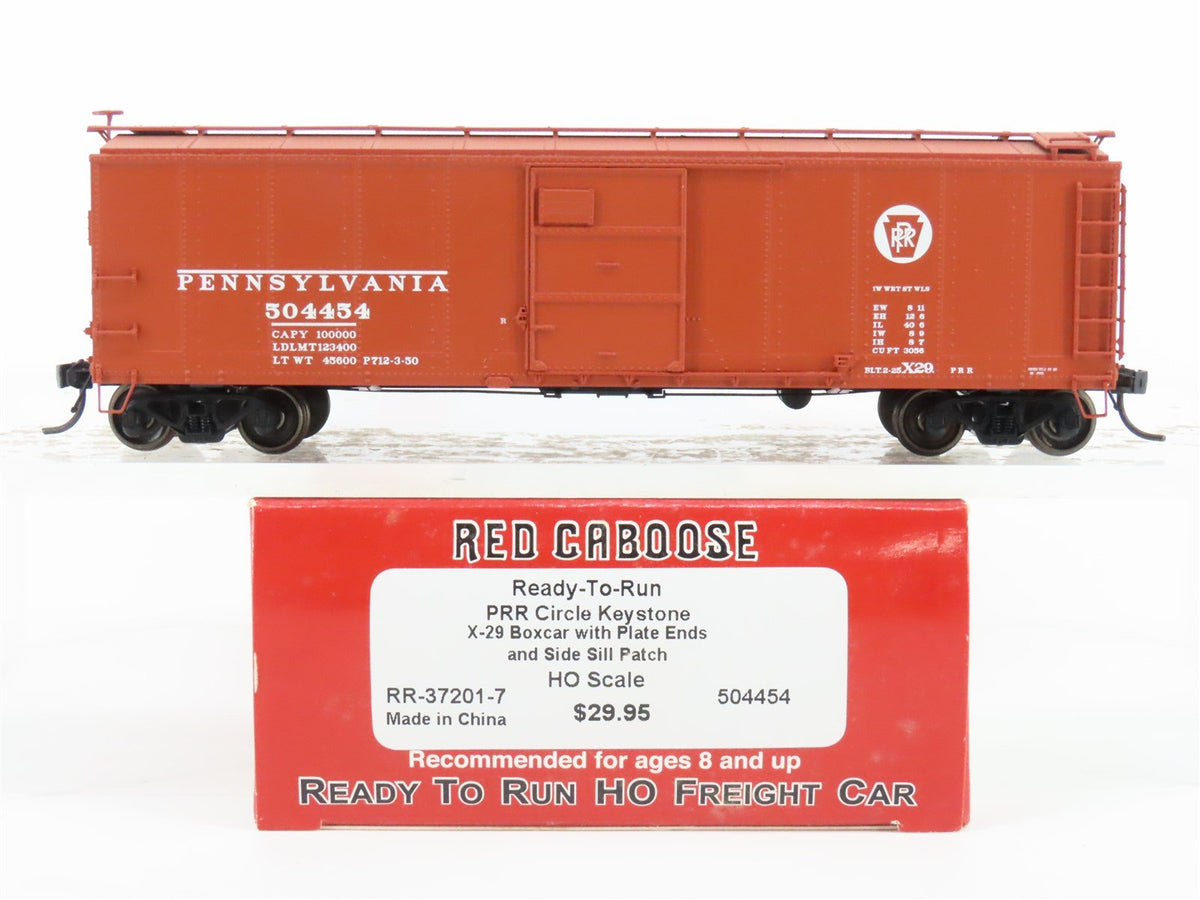 PENNSYLVANIA
504454
CAPY 100000
LDLMT 123400
LT WT 45600 P712-3-50
R
PRR
IW WRT ST WLS
EW 8 11
EH 12 6
IL 40 6
IW 8 9
IH 8 7
CU FT 3056
BLT. 2-25 X29 PRR
RED CABOOSE
Ready-To-Run
PRR Circle Keystone
X-29 Boxcar with Plate Ends
and Side Sill Patch
HO Scale
RR-37201-7 504454
Made in China $29.95
Recommended for ages 8 and up
READY TO RUN HO FREIGHT CAR